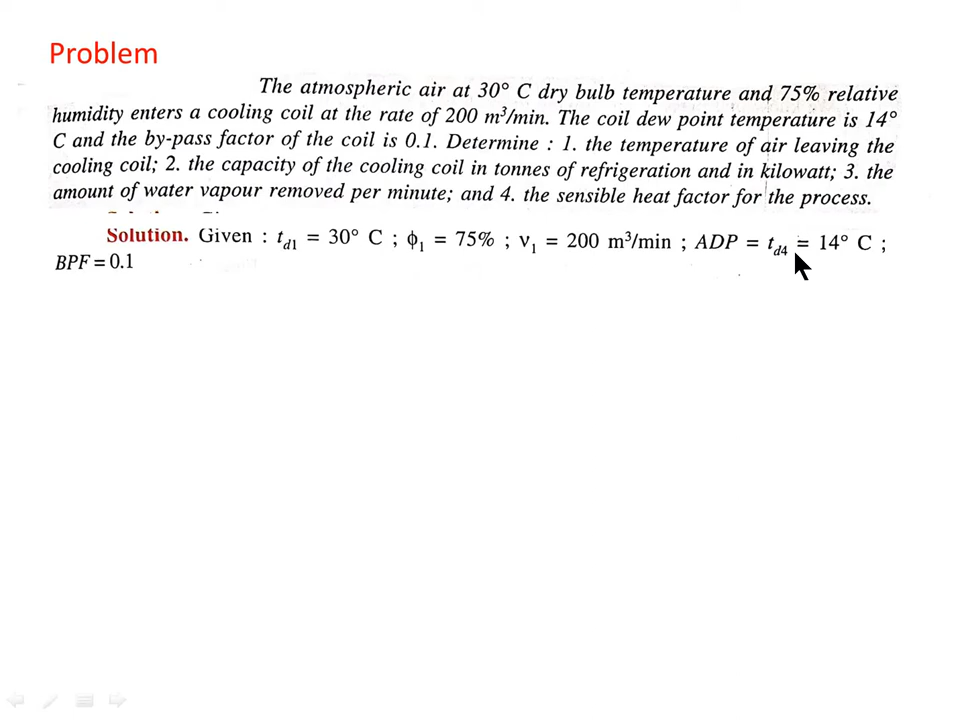 Problem
The atmospheric air at 30° C dry bulb temperature and 75% relative
humidity enters a cooling coil at the rate of 200 m³/min. The coil dew point temperature is 14°
C and the by-pass factor of the coil is 0.1. Determine : 1. the temperature of air leaving the
cooling coil; 2. the capacity of the cooling coil in tonnes of refrigeration and in kilowatt; 3. the
amount of water vapour removed per minute; and 4. the sensible heat factor for the process.
Solution. Given : t_d1 = 30° C ; ϕ₁ = 75% ; v₁ = 200 m³/min ; ADP = t_d4 = 14° C ;
BPF = 0.1